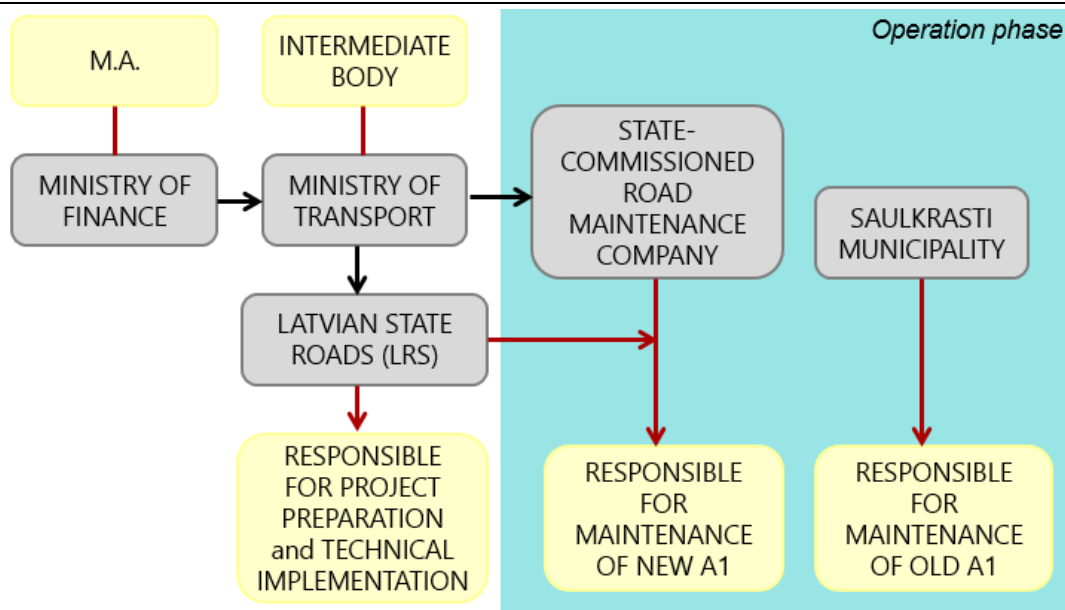 Operation phase
M.A.
INTERMEDIATE
BODY
MINISTRY OF
FINANCE
MINISTRY OF
TRANSPORT
STATE-
COMMISSIONED
ROAD
MAINTENANCE
COMPANY
SAULKRASTI
MUNICIPALITY
LATVIAN STATE
ROADS (LRS)
RESPONSIBLE
FOR PROJECT
PREPARATION
and TECHNICAL
IMPLEMENTATION
RESPONSIBLE
FOR
MAINTENANCE
OF NEW A1
RESPONSIBLE
FOR
MAINTENANCE
OF OLD A1